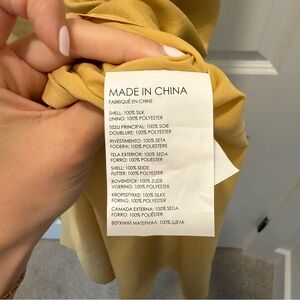 MADE IN CHINA
FABRIQUÉ EN CHINE
SHELL: 100% SILK
LINING: 100% POLYESTER
TISSU PRINCIPAL: 100% SOIE
DOUBLURE: 100% POLYESTER
RIVESTIMENTO: 100% SETA
FODERA: 100% POLIESTERE
TELA EXTERIOR: 100% SEDA
FORRO: 100% POLIÉSTER
SHELL: 100% SEIDE
FUTTER: 100% POLYESTER
BOVENSTOF: 100% ZIJDE
VOERING: 100% POLYESTER
KROPSSTYKKE: 100% SILKE
FORING: 100% POLYESTER
CAMADA EXTERNA: 100% SEDA
FORRO: 100% POLIÉSTER
ВЕРХНИЙ МАТЕРИАЛ: 100% ШЕЛК